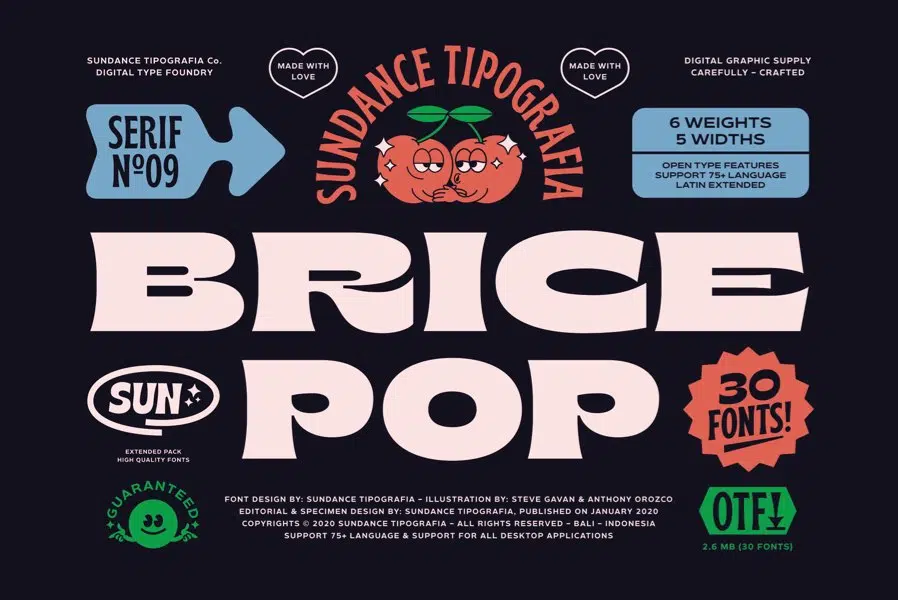 SUNDANCE TIPOGRAFIA Co.
DIGITAL TYPE FOUNDRY
MADE WITH
LOVE
SUNDANCE TIPOGRAFIA
MADE WITH
LOVE
DIGITAL GRAPHIC SUPPLY
CAREFULLY – CRAFTED
SERIF
Nº09
6 WEIGHTS
5 WIDTHS
OPEN TYPE FEATURES
SUPPORT 75+ LANGUAGE
LATIN EXTENDED
BRICE
POP
SUN
EXTENDED PACK
HIGH QUALITY FONTS
30
FONTS!
GUARANTEED
FONT DESIGN BY: SUNDANCE TIPOGRAFIA – ILLUSTRATION BY: STEVE GAVAN & ANTHONY OROZCO
EDITORIAL & SPECIMEN DESIGN BY: SUNDANCE TIPOGRAFIA, PUBLISHED ON JANUARY 2020
COPYRIGHTS © 2020 SUNDANCE TIPOGRAFIA – ALL RIGHTS RESERVED – BALI – INDONESIA
SUPPORT 75+ LANGUAGE & SUPPORT FOR ALL DESKTOP APPLICATIONS
OTF!
2.6 MB (30 FONTS)